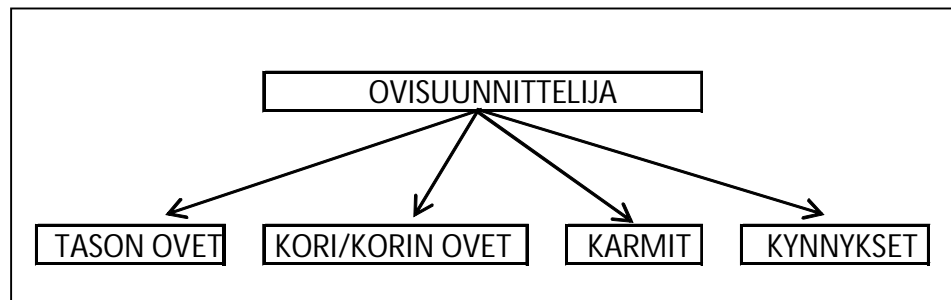 OVISUUNNITTELIJA
TASON OVET KORI/KORIN OVET KARMIT KYNNYKSET